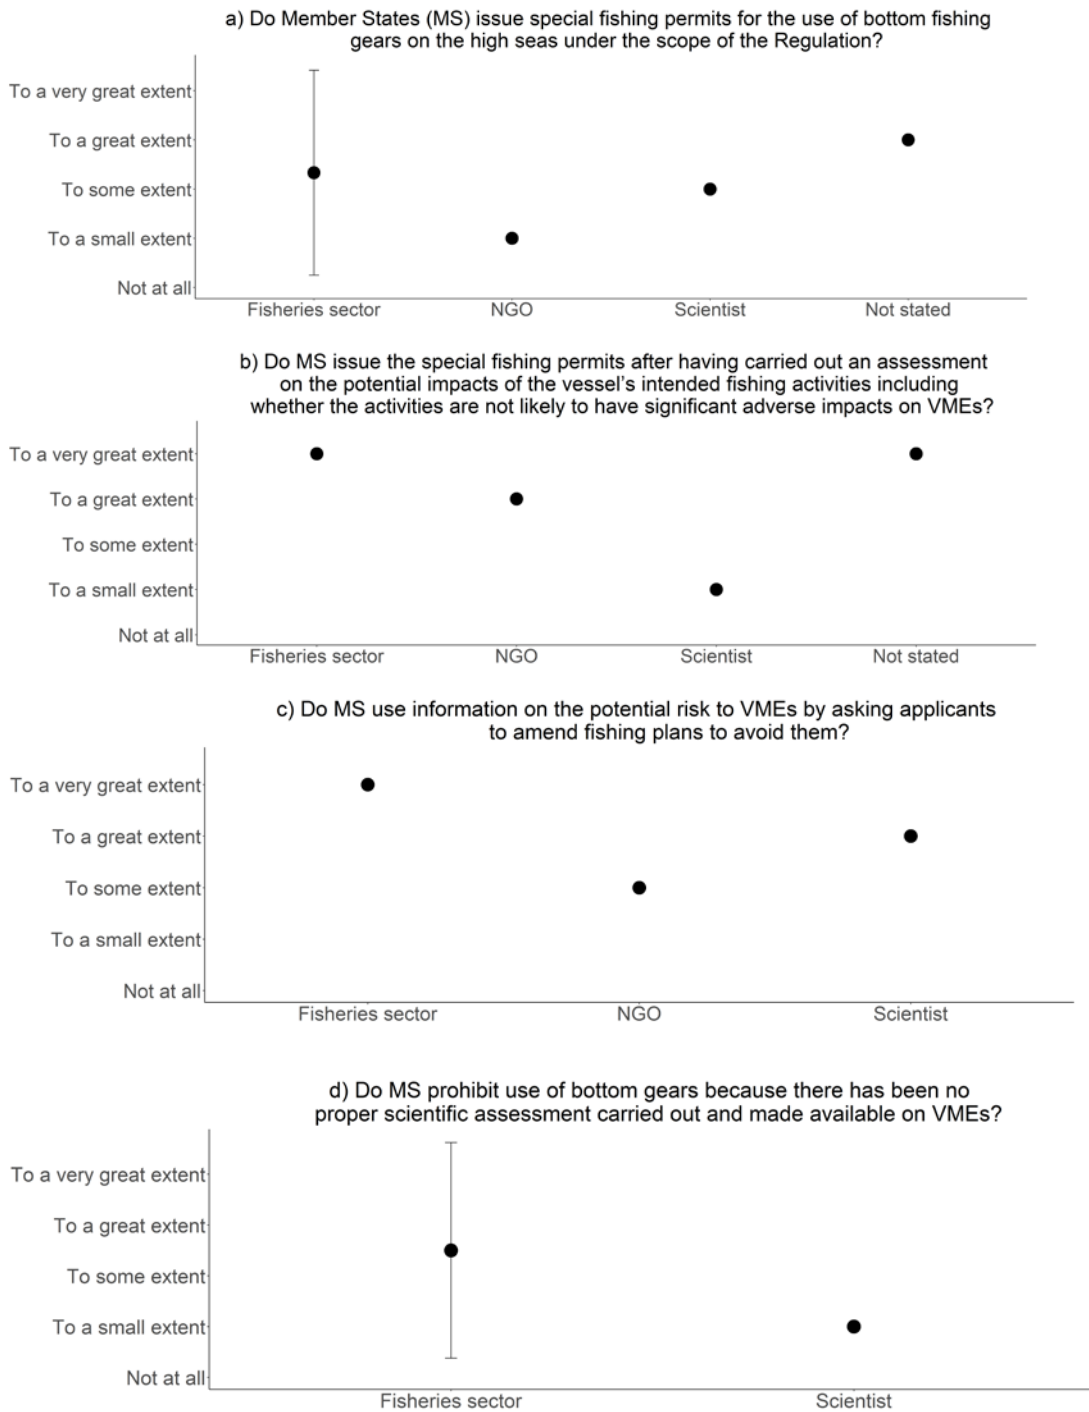 a) Do Member States (MS) issue special fishing permits for the use of bottom fishing
gears on the high seas under the scope of the Regulation?
To a very great extent
To a great extent
To some extent
To a small extent
Not at all
Fisheries sector NGO Scientist Not stated
b) Do MS issue the special fishing permits after having carried out an assessment
on the potential impacts of the vessel's intended fishing activities including
whether the activities are not likely to have significant adverse impacts on VMEs?
To a very great extent
To a great extent
To some extent
To a small extent
Not at all
Fisheries sector NGO Scientist Not stated
c) Do MS use information on the potential risk to VMEs by asking applicants
to amend fishing plans to avoid them?
To a very great extent
To a great extent
To some extent
To a small extent
Not at all
Fisheries sector NGO Scientist
d) Do MS prohibit use of bottom gears because there has been no
proper scientific assessment carried out and made available on VMEs?
To a very great extent
To a great extent
To some extent
To a small extent
Not at all
Fisheries sector Scientist